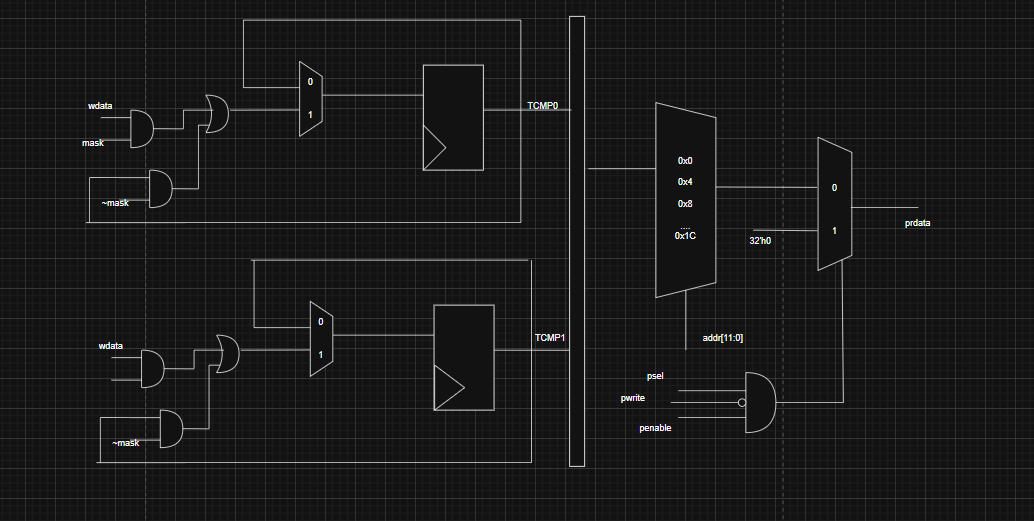 wdata
mask
~mask
0
1
TCMP0
wdata
~mask
0
1
TCMP1
0x0
0x4
0x8
....
0x1C
addr[11:0]
32'h0
0
1
prdata
psel
pwrite
penable